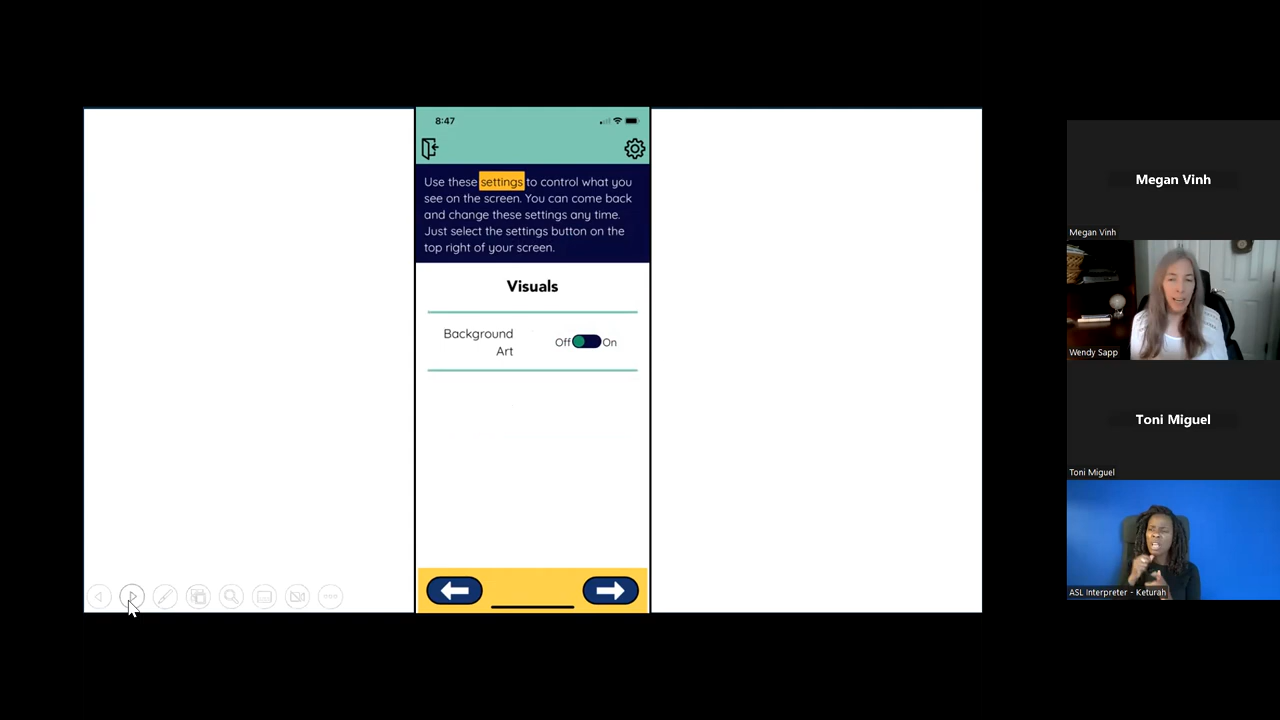 8:47
Use these settings to control what you
see on the screen. You can come back
and change these settings any time.
Just select the settings button on the
top right of your screen.
Visuals
Background
Art
Off On
Megan Vinh
Megan Vinh
Wendy Sapp
Toni Miguel
Toni Miguel
ASL Interpreter - Keturah